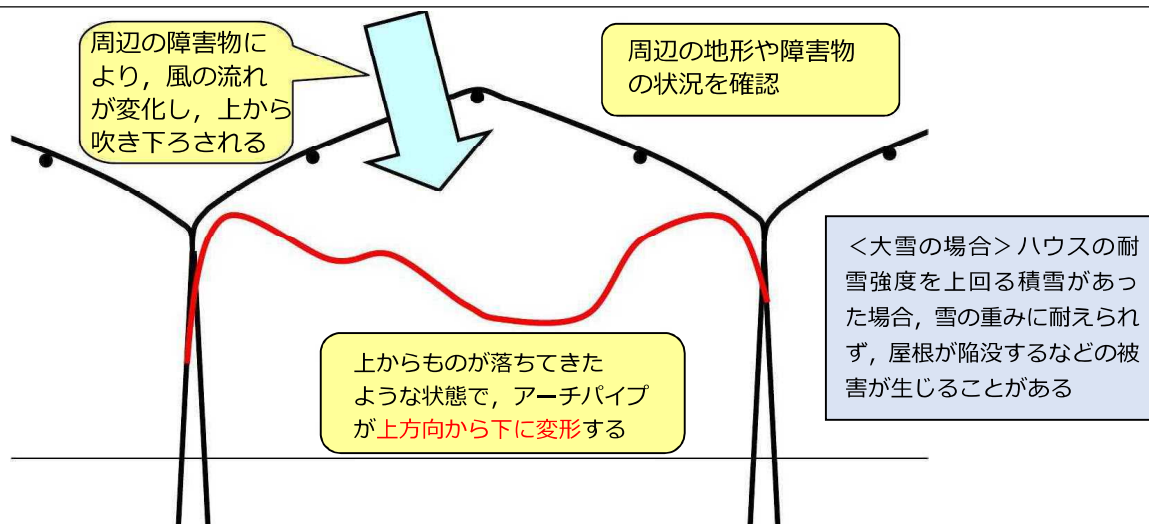 周辺の障害物に
より，風の流れ
が変化し，上から
吹き下ろされる
周辺の地形や障害物
の状況を確認
＜大雪の場合＞ハウスの耐
雪強度を上回る積雪があっ
た場合，雪の重みに耐えられ
ず，屋根が陥没するなどの被
害が生じることがある
上からものが落ちてきた
ような状態で，アーチパイプ
が上方向から下に変形する